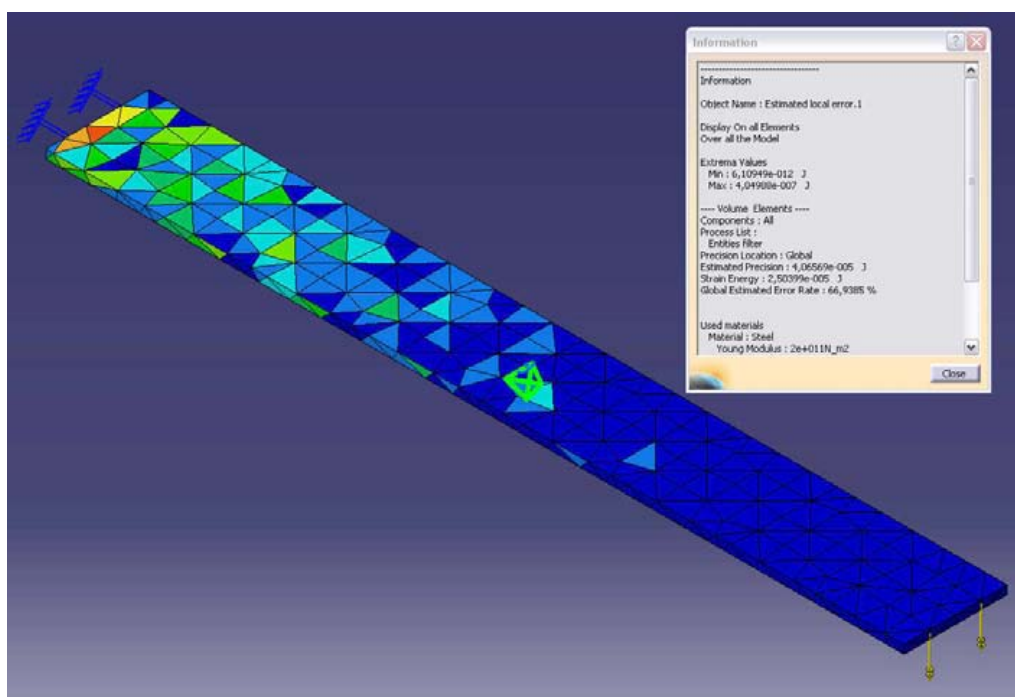 Information
--------------------------------
Information
Object Name : Estimated local error.1
Display On all Elements
Over all the Model
Extrema Values
Min : 6,10949e-012 J
Max : 4,04908e-007 J
---- Volume Elements ----
Components : All
Process List :
Entities filter
Precision Location : Global
Estimated Precision : 4,06569e-005 J
Strain Energy : 2,50399e-005 J
Global Estimated Error Rate : 66,9385 %
Used materials
Material : Steel
Young Modulus : 2e+011N_m2
Close